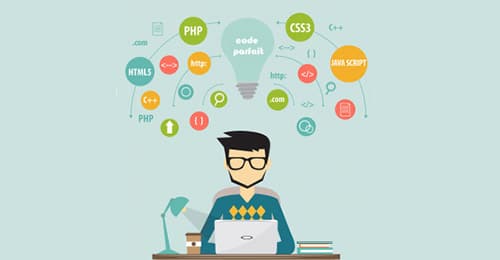 PHP
CSS3
C++
.com
<-->
code
parfait
{ }
HTML5
http:
JAVA SCRIPT
http:
</>
C++
.com
PHP
{ }
</>